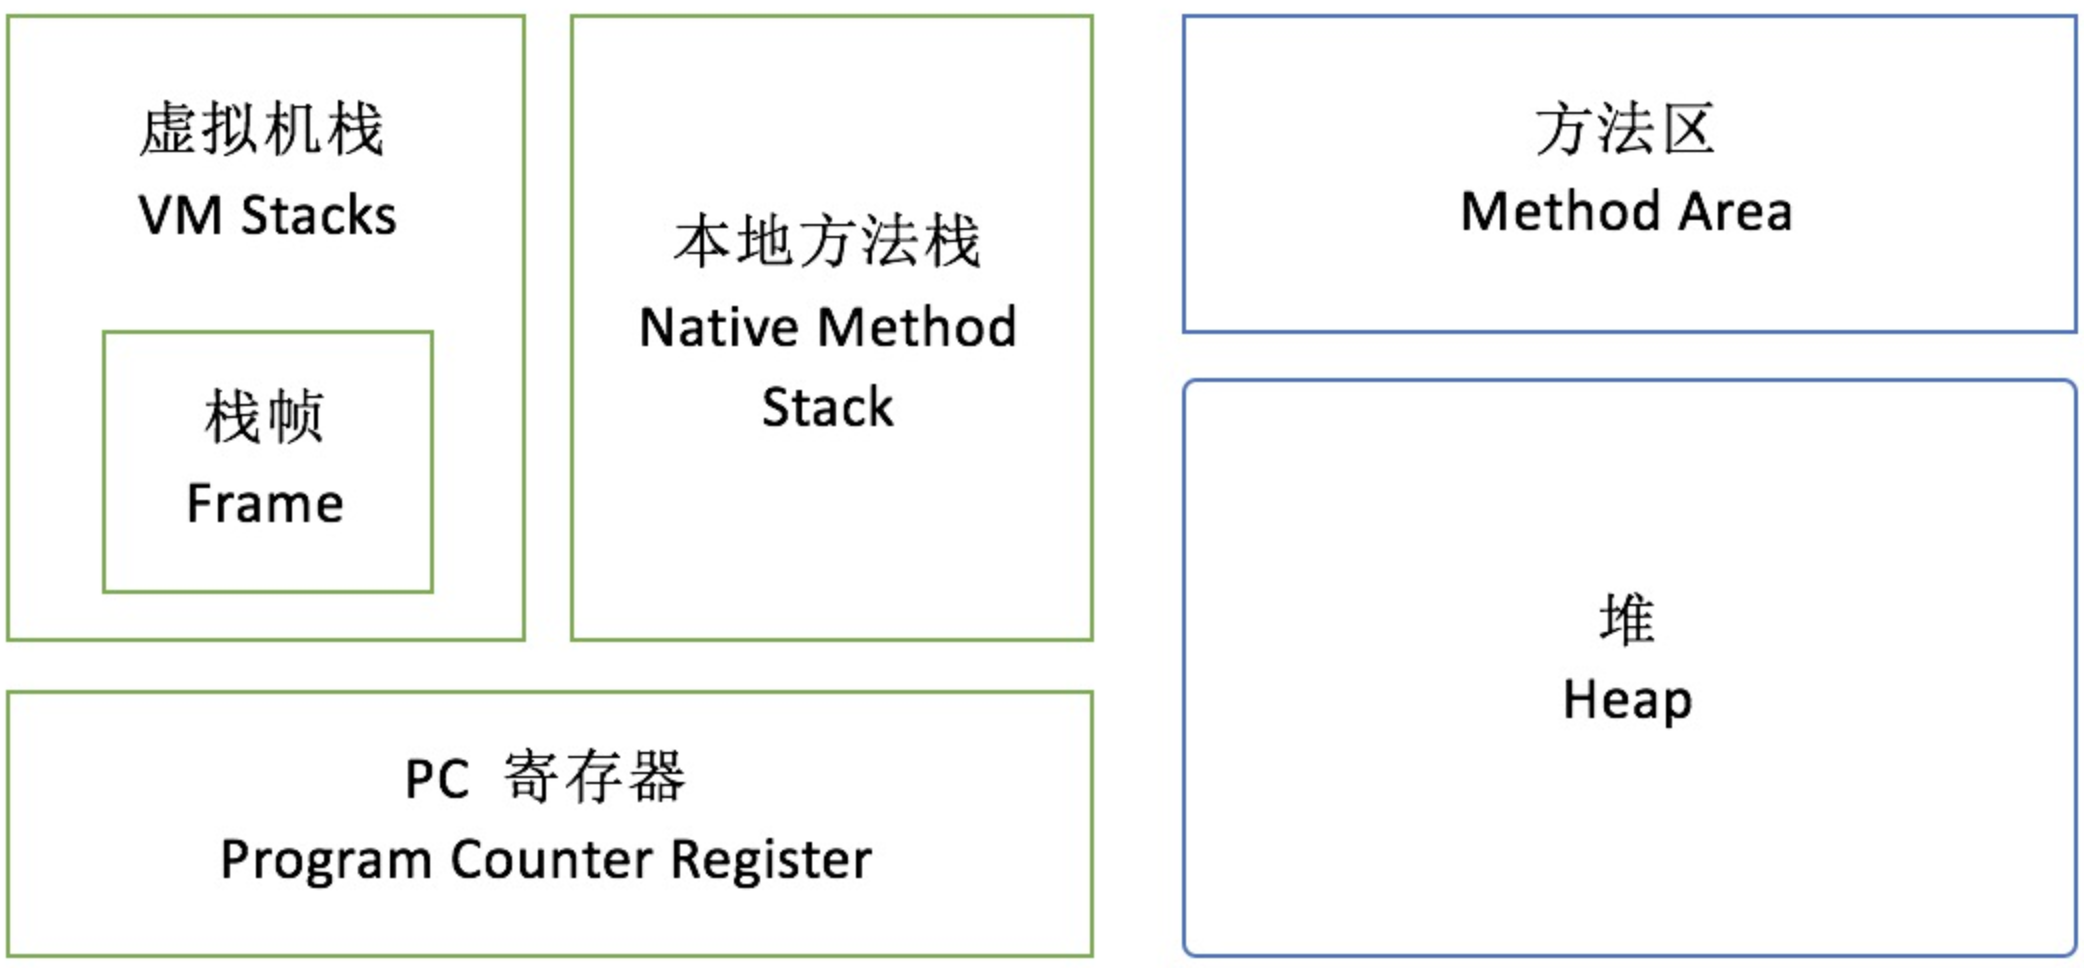 虚拟机栈
VM Stacks
栈帧
Frame
本地方法栈
Native Method
Stack
PC 寄存器
Program Counter Register
方法区
Method Area
堆
Heap